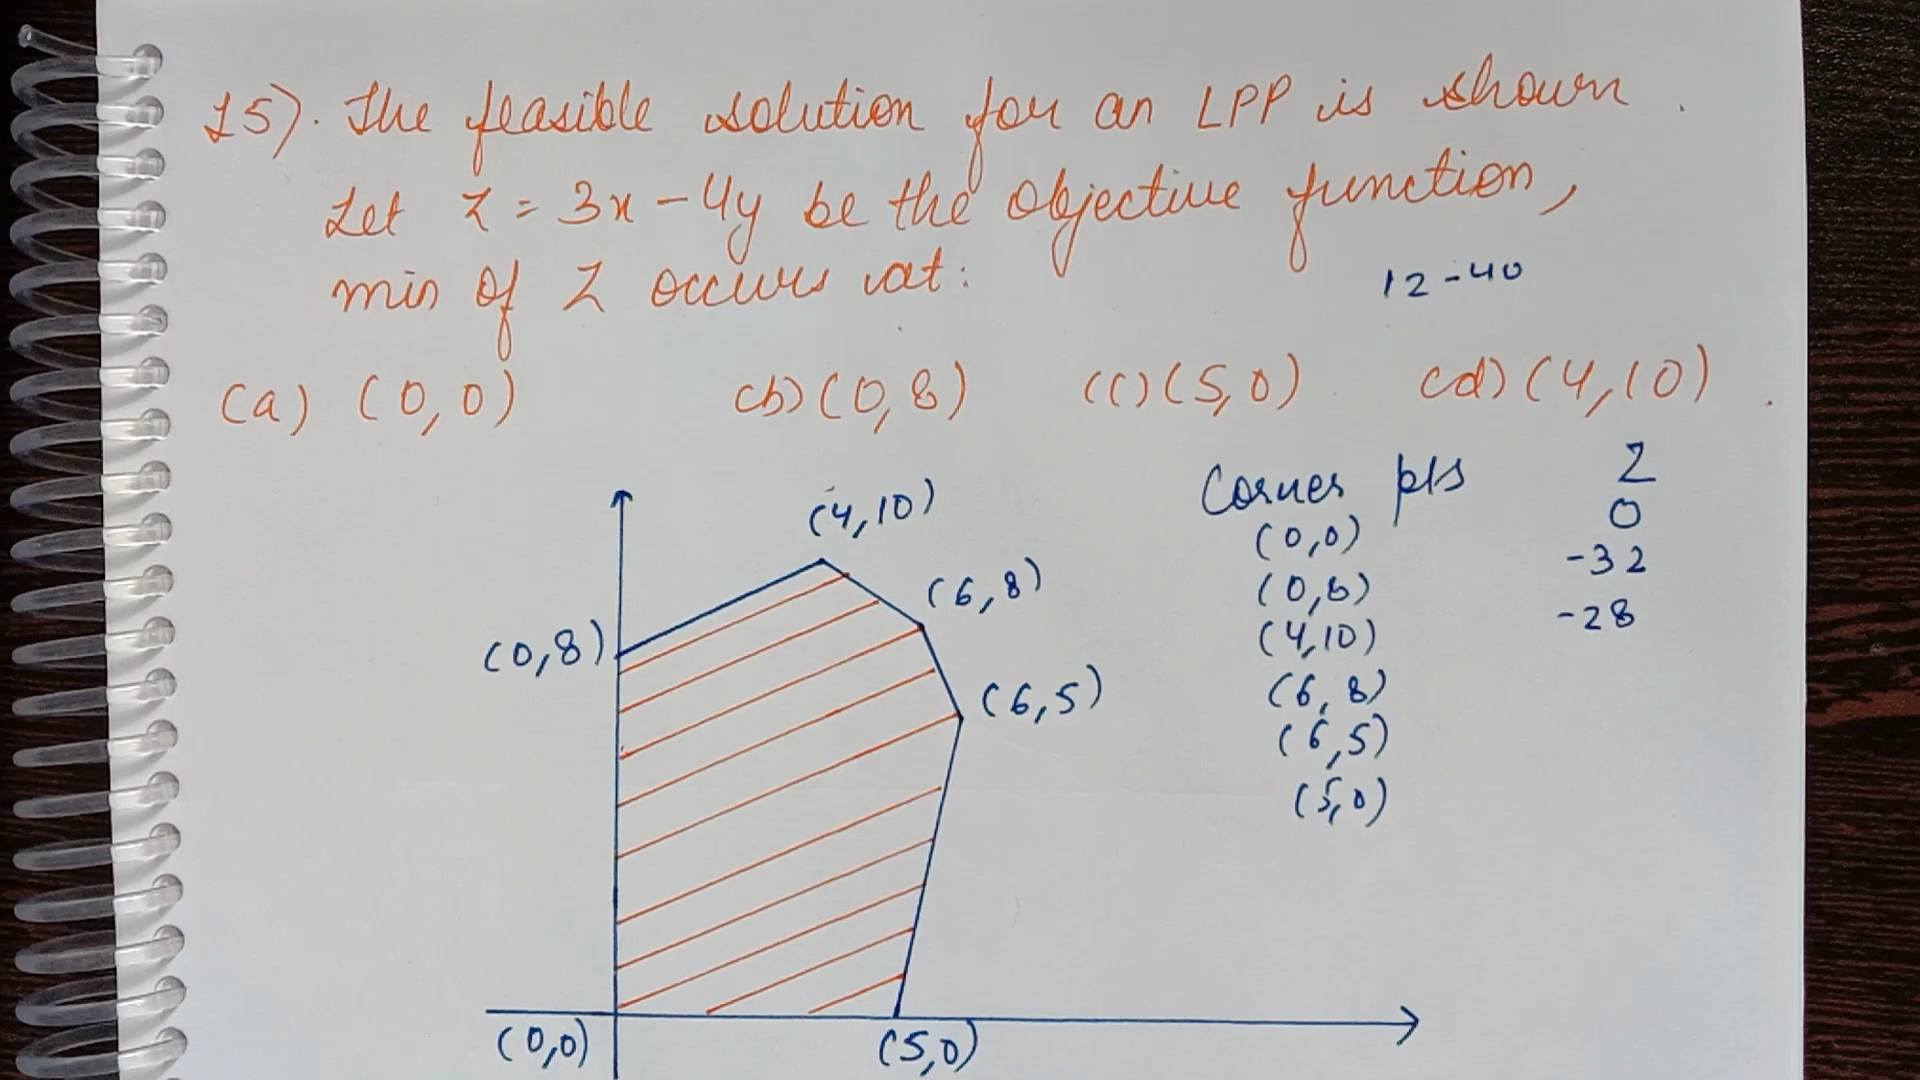 15). The feasible solution for an LPP is shown.
Let Z = 3x - 4y be the objective function,
min of Z occurs at:
12 - 40
(a) (0,0) (b) (0,8) (c) (5,0) (d) (4,10)
Corner pts Z
(0,0) 0
(0,8) -32
(4,10) -28
(6,8)
(6,5)
(5,0)
(4,10)
(6,8)
(0,8)
(6,5)
(0,0) (5,0)